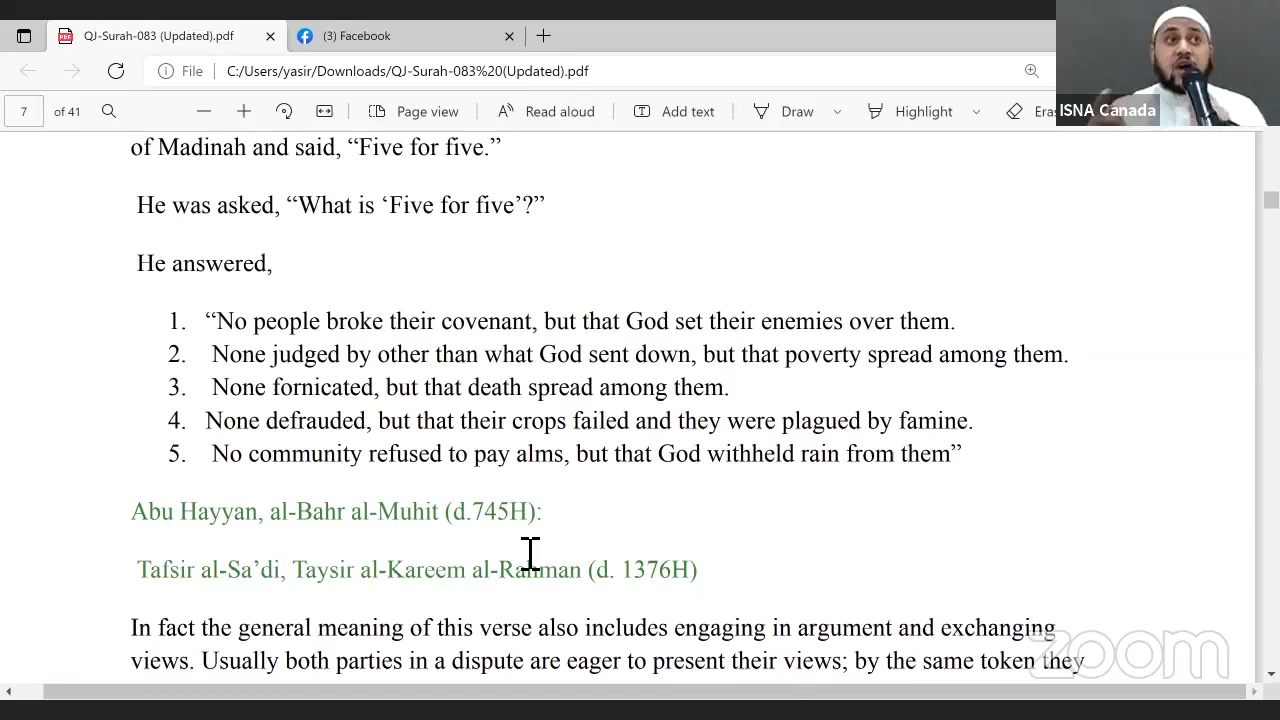 QJ-Surah-083 (Updated).pdf
(3) Facebook
File
C:/Users/yasir/Downloads/QJ-Surah-083%20(Updated).pdf
7 of 41
Page view
Read aloud
Add text
Draw
Highlight
Eras
ISNA Canada
of Madinah and said, “Five for five.”
He was asked, “What is ‘Five for five’?”
He answered,
1. “No people broke their covenant, but that God set their enemies over them.
2. None judged by other than what God sent down, but that poverty spread among them.
3. None fornicated, but that death spread among them.
4. None defrauded, but that their crops failed and they were plagued by famine.
5. No community refused to pay alms, but that God withheld rain from them”
Abu Hayyan, al-Bahr al-Muhit (d.745H):
Tafsir al-Sa’di, Taysir al-Kareem al-Rahman (d. 1376H)
In fact the general meaning of this verse also includes engaging in argument and exchanging
views. Usually both parties in a dispute are eager to present their views; by the same token they
zoom